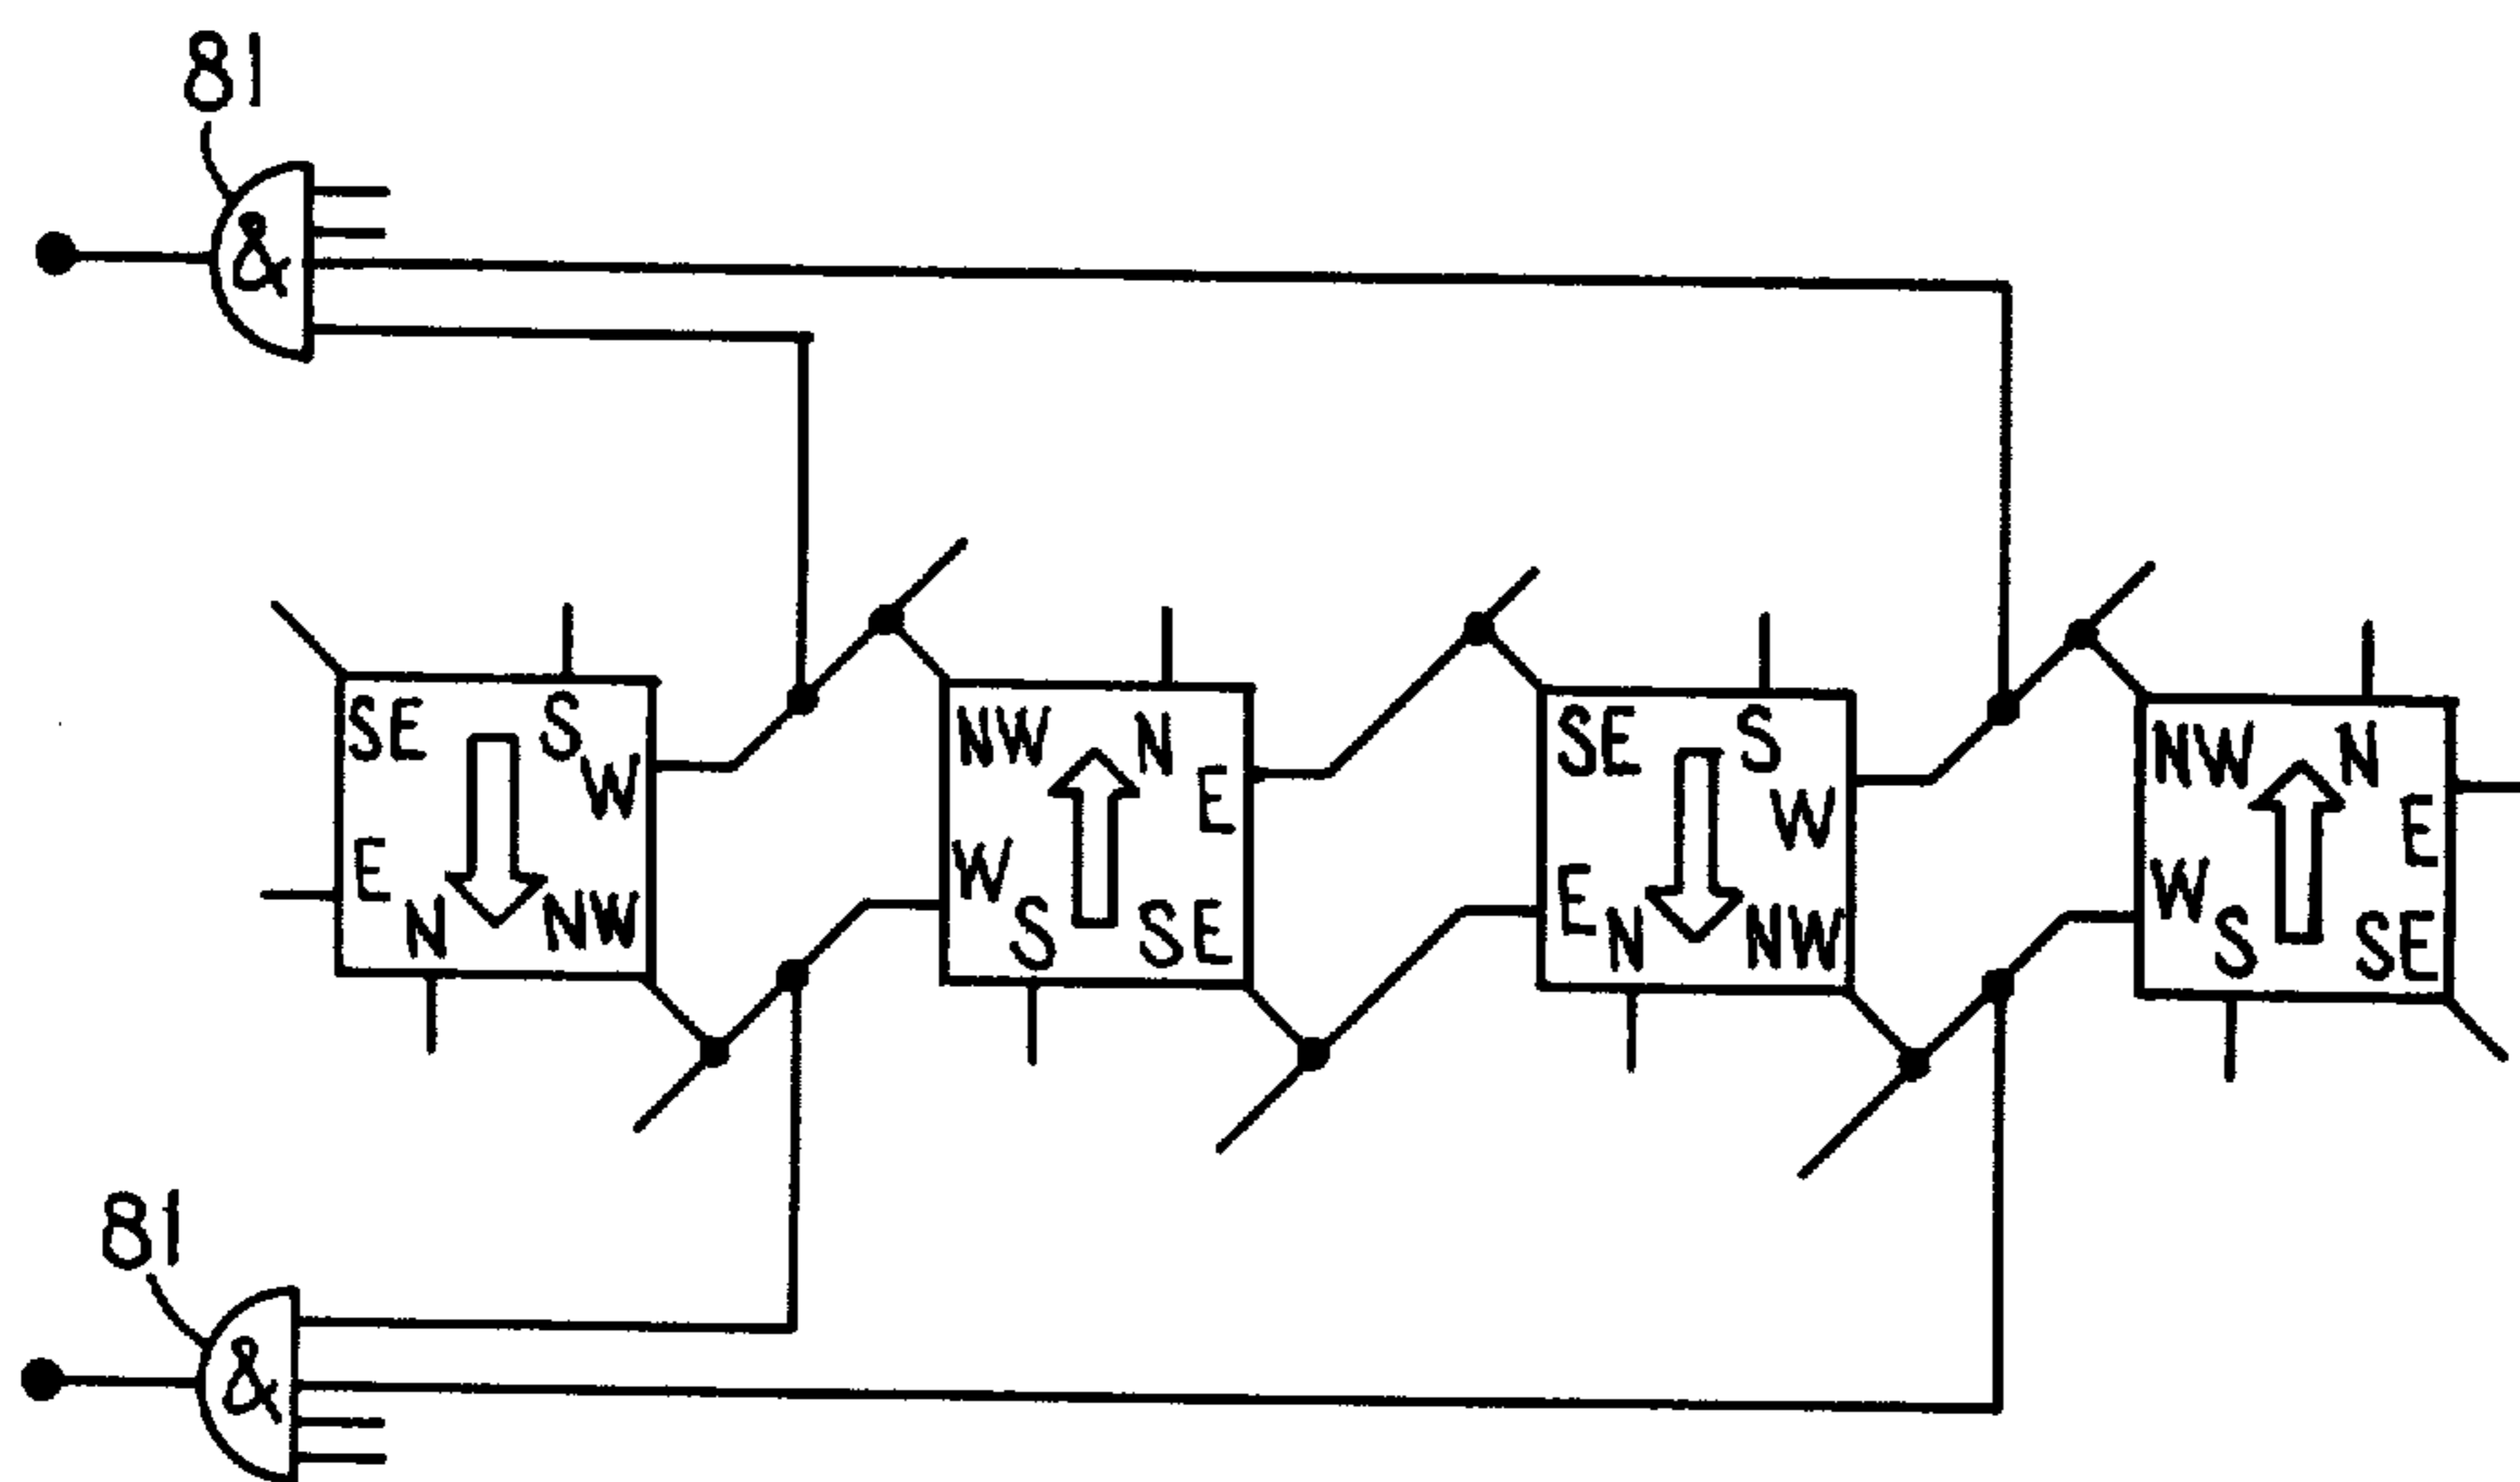 81
&
SE S NW N SE S NW N
W E W E
E W E W
N NW S SE N NW S SE
81
&